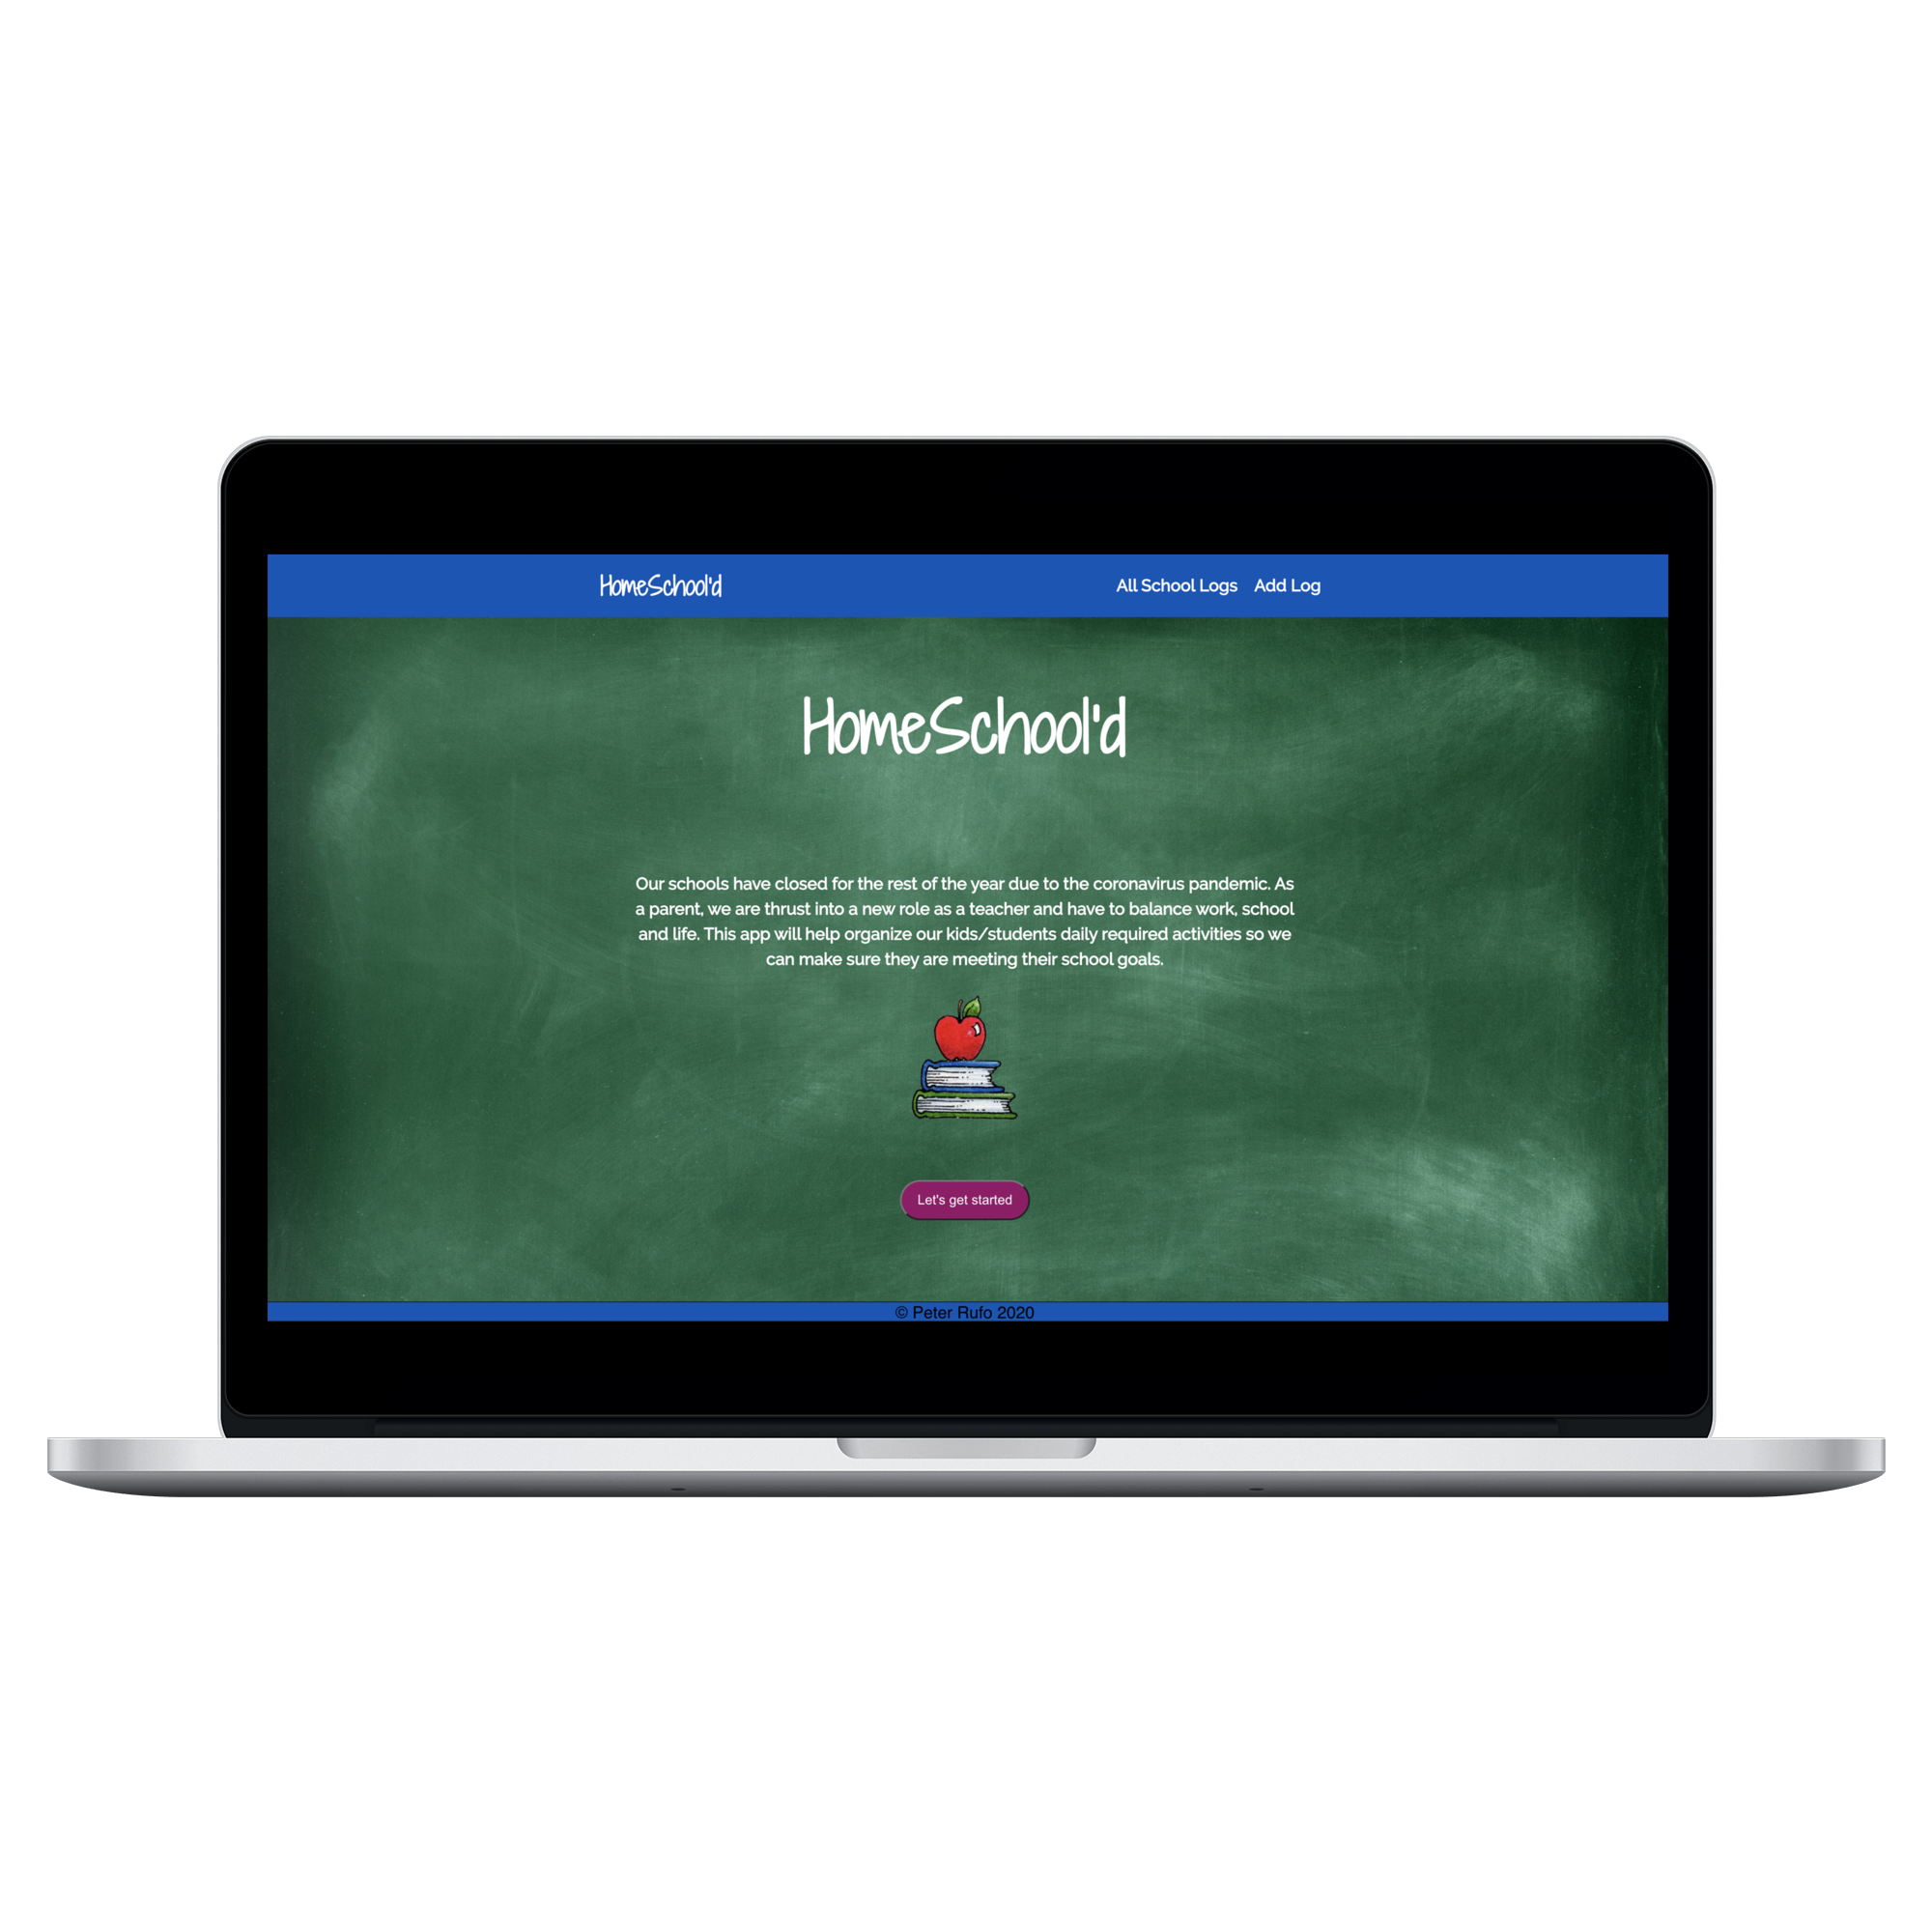 HomeSchool'd
All School Logs Add Log
HomeSchool'd
Our schools have closed for the rest of the year due to the coronavirus pandemic. As
a parent, we are thrust into a new role as a teacher and have to balance work, school
and life. This app will help organize our kids/students daily required activities so we
can make sure they are meeting their school goals.
Let's get started
© Peter Rufo 2020